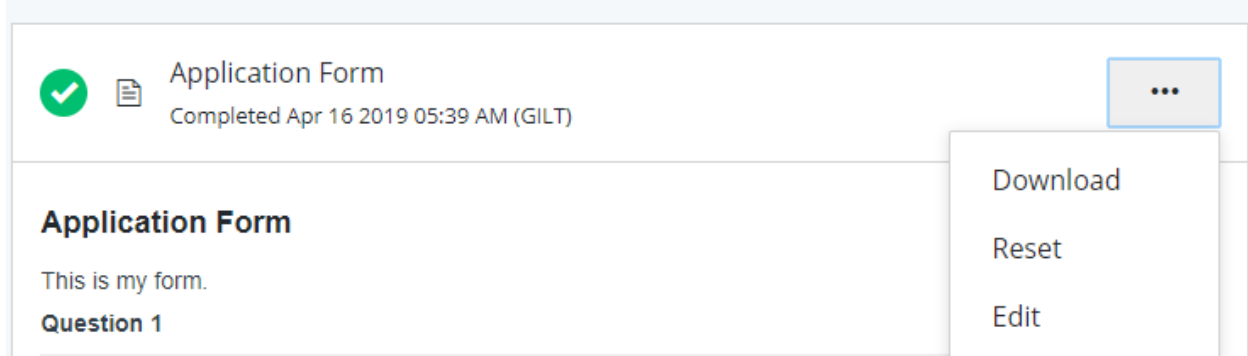 Application Form
Completed Apr 16 2019 05:39 AM (GILT)
Download
Reset
Edit
Application Form
This is my form.
Question 1